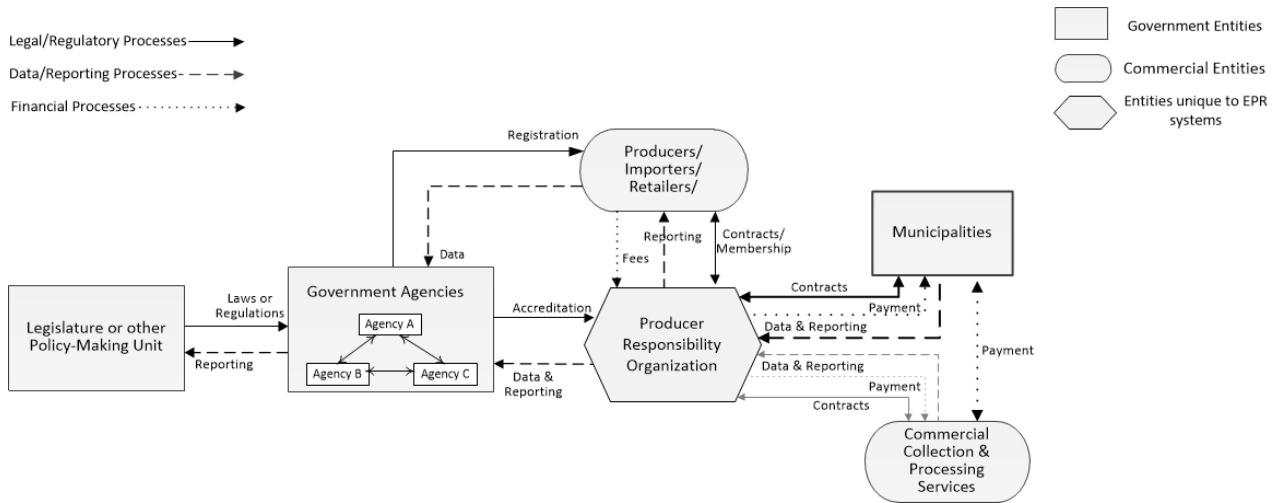 Legal/Regulatory Processes
Data/Reporting Processes
Financial Processes
Government Entities
Commercial Entities
Entities unique to EPR
systems
Registration
Producers/
Importers/
Retailers/
Data
Fees
Reporting
Contracts/
Membership
Municipalities
Legislature or other
Policy-Making Unit
Laws or
Regulations
Reporting
Government Agencies
Agency A
Agency B
Agency C
Accreditation
Data &
Reporting
Producer
Responsibility
Organization
Contracts
Payment
Data & Reporting
Data & Reporting
Payment
Contracts
Payment
Commercial
Collection &
Processing
Services